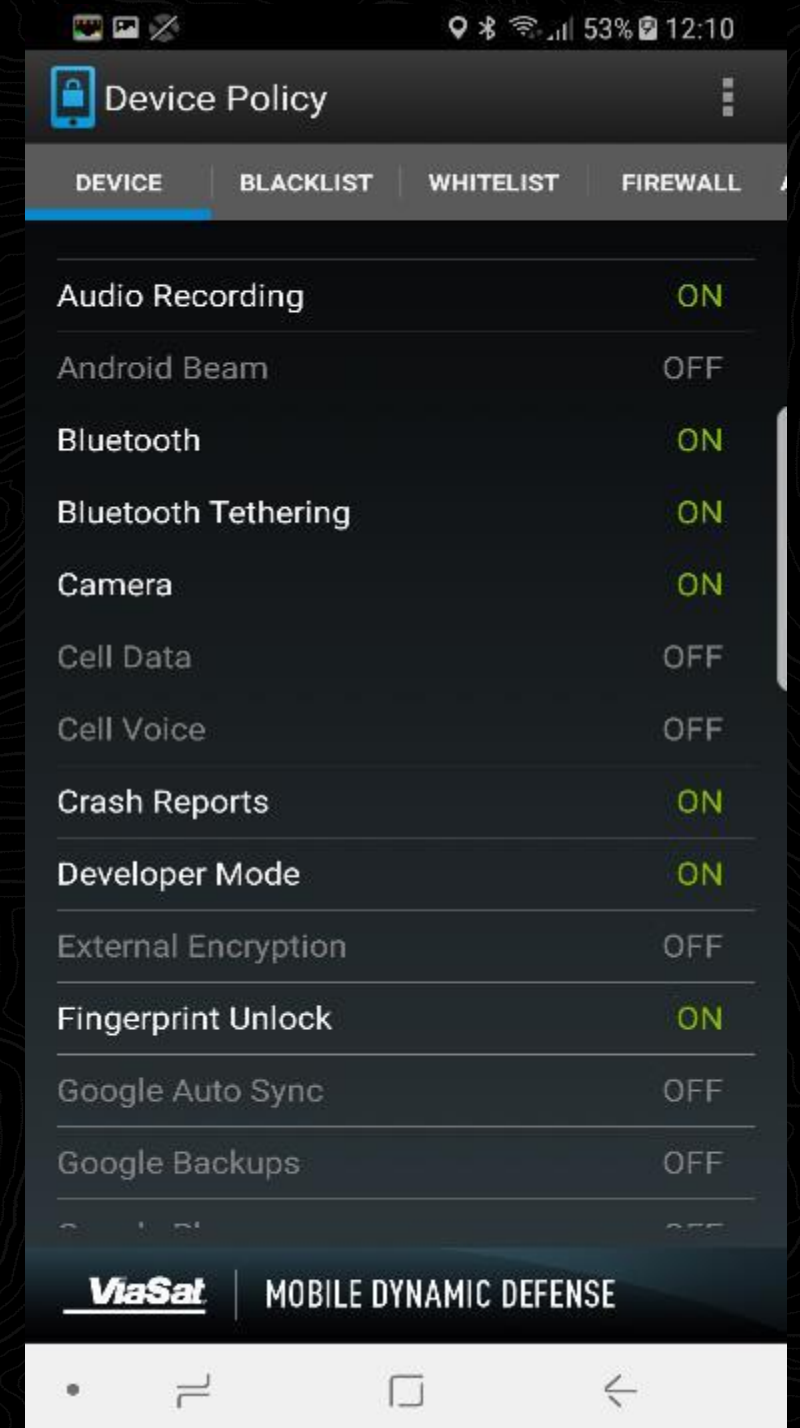 53% 12:10
Device Policy
DEVICE BLACKLIST WHITELIST FIREWALL
Audio Recording ON
Android Beam OFF
Bluetooth ON
Bluetooth Tethering ON
Camera ON
Cell Data OFF
Cell Voice OFF
Crash Reports ON
Developer Mode ON
External Encryption OFF
Fingerprint Unlock ON
Google Auto Sync OFF
Google Backups OFF
ViaSat MOBILE DYNAMIC DEFENSE